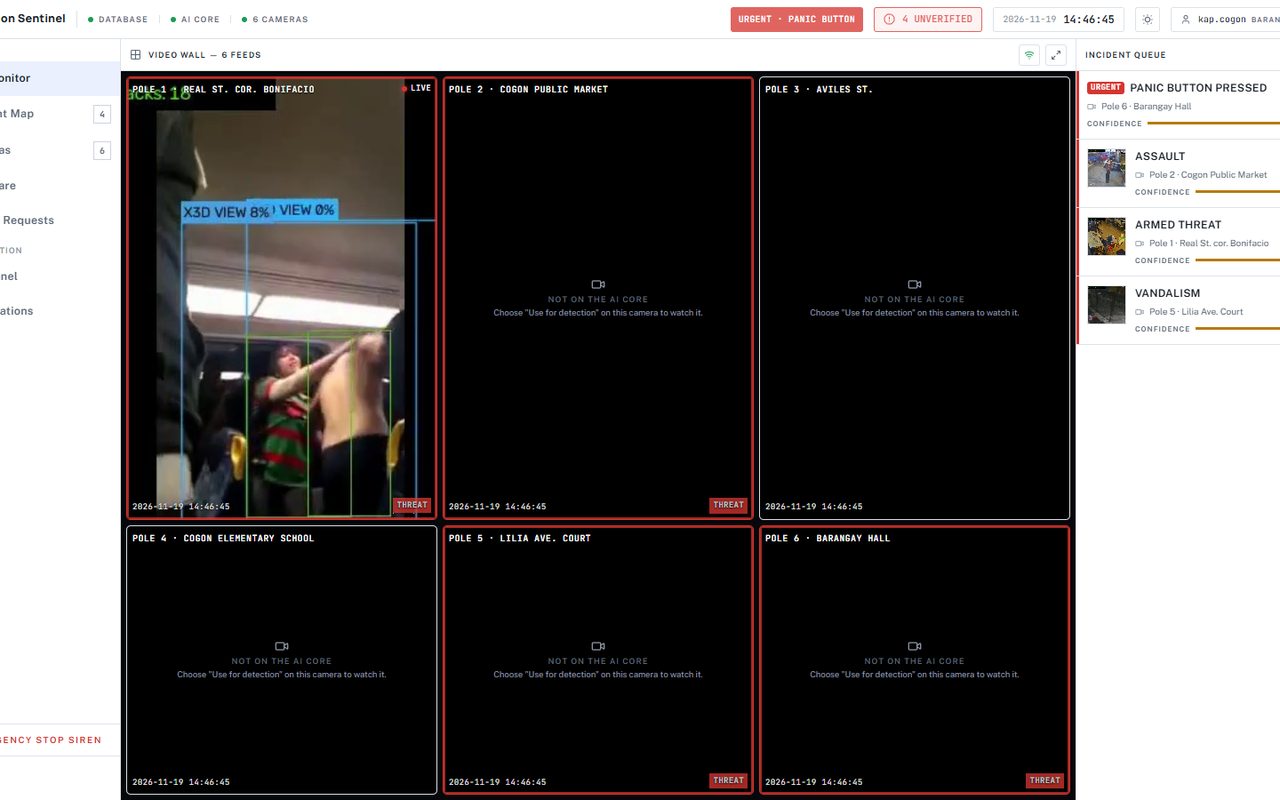 on Sentinel
DATABASE
AI CORE
6 CAMERAS
URGENT · PANIC BUTTON
4 UNVERIFIED
2026-11-19 14:46:45
kap.cogon BARAN
onitor
nt Map 4
as 6
are
Requests
TION
nel
ations
GENCY STOP SIREN
VIDEO WALL — 6 FEEDS
POLE 1 · REAL ST. COR. BONIFACIO
LIVE
acks: 18
X3D VIEW 8%
VIEW 0%
2026-11-19 14:46:45
THREAT
POLE 2 · COGON PUBLIC MARKET
NOT ON THE AI CORE
Choose "Use for detection" on this camera to watch it.
2026-11-19 14:46:45
THREAT
POLE 3 · AVILES ST.
NOT ON THE AI CORE
Choose "Use for detection" on this camera to watch it.
2026-11-19 14:46:45
POLE 4 · COGON ELEMENTARY SCHOOL
NOT ON THE AI CORE
Choose "Use for detection" on this camera to watch it.
2026-11-19 14:46:45
POLE 5 · LILIA AVE. COURT
NOT ON THE AI CORE
Choose "Use for detection" on this camera to watch it.
2026-11-19 14:46:45
THREAT
POLE 6 · BARANGAY HALL
NOT ON THE AI CORE
Choose "Use for detection" on this camera to watch it.
2026-11-19 14:46:45
THREAT
INCIDENT QUEUE
URGENT PANIC BUTTON PRESSED
Pole 6 · Barangay Hall
CONFIDENCE
ASSAULT
Pole 2 · Cogon Public Market
CONFIDENCE
ARMED THREAT
Pole 1 · Real St. cor. Bonifacio
CONFIDENCE
VANDALISM
Pole 5 · Lilia Ave. Court
CONFIDENCE